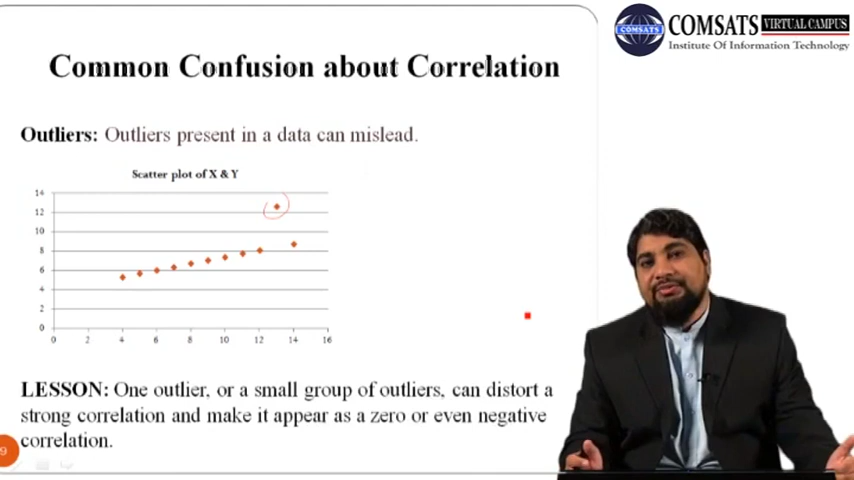 COMSATS
COMSATS VIRTUAL CAMPUS
Institute Of Information Technology
Common Confusion about Correlation
Outliers: Outliers present in a data can mislead.
Scatter plot of X & Y
14
12
10
8
6
4
2
0
0 2 4 6 8 10 12 14 16
LESSON: One outlier, or a small group of outliers, can distort a
strong correlation and make it appear as a zero or even negative
correlation.
9